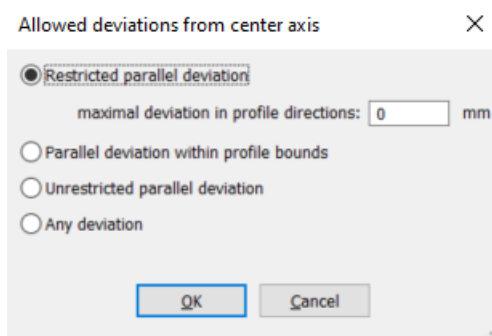 Allowed deviations from center axis
Restricted parallel deviation
maximal deviation in profile directions: 0 mm
Parallel deviation within profile bounds
Unrestricted parallel deviation
Any deviation
OK Cancel